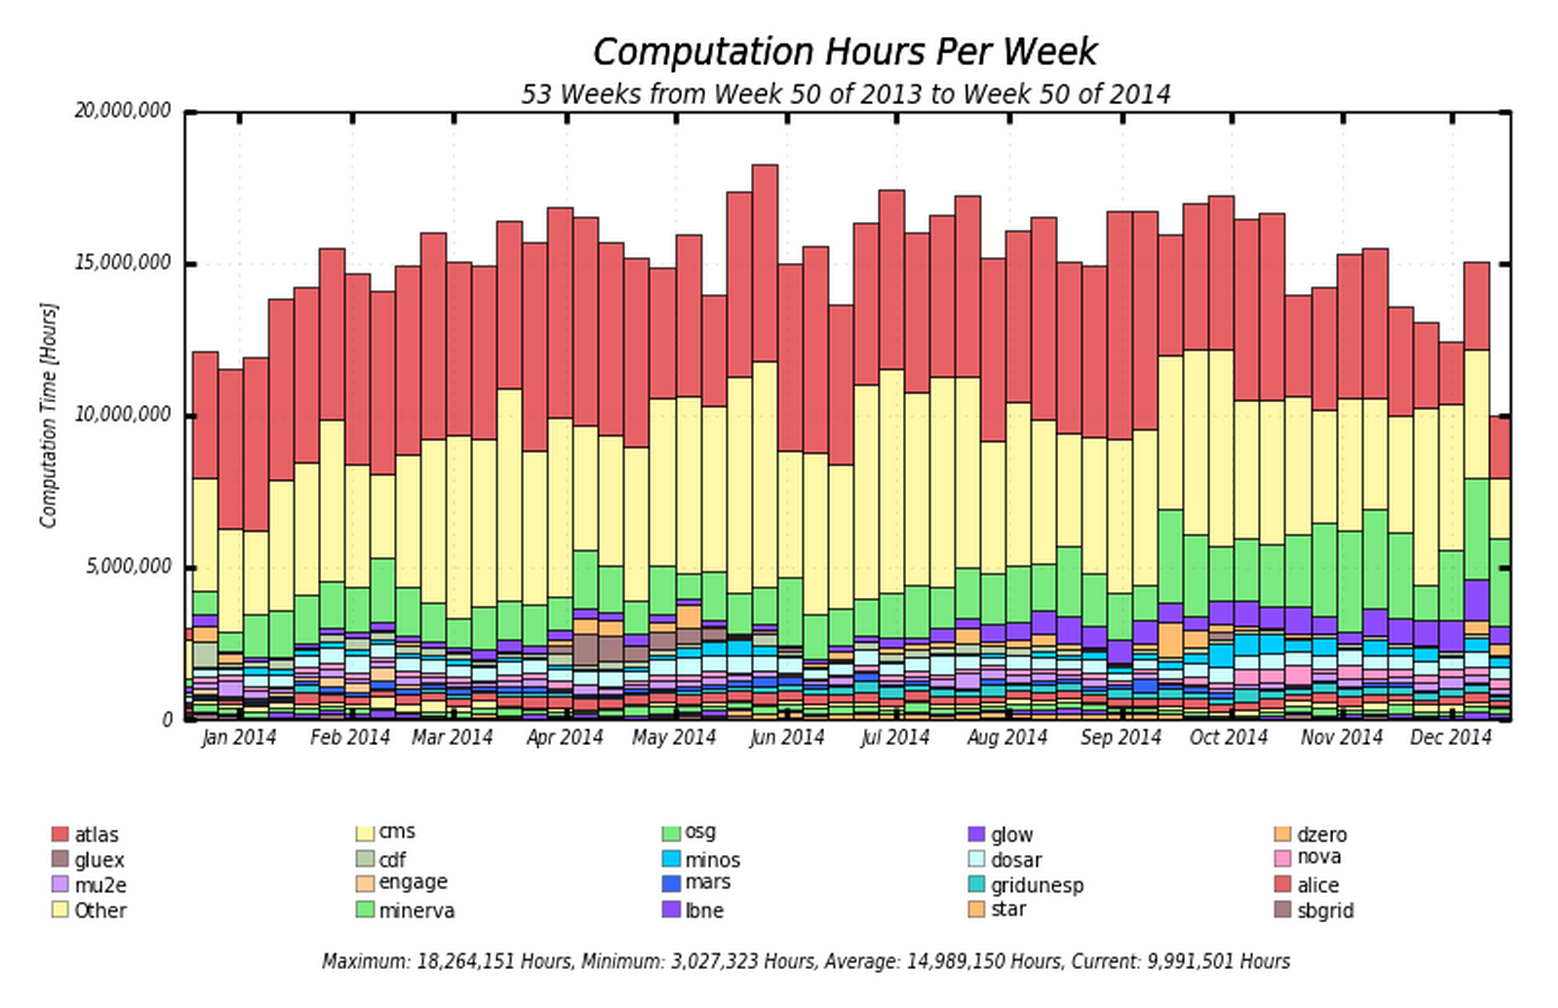 Computation Hours Per Week
53 Weeks from Week 50 of 2013 to Week 50 of 2014
20,000,000
15,000,000
10,000,000
5,000,000
0
Computation Time [Hours]
Jan 2014 Feb 2014 Mar 2014 Apr 2014 May 2014 Jun 2014 Jul 2014 Aug 2014 Sep 2014 Oct 2014 Nov 2014 Dec 2014
atlas cms osg glow dzero
gluex cdf minos dosar nova
mu2e engage mars gridunesp alice
Other minerva lbne star sbgrid
Maximum: 18,264,151 Hours, Minimum: 3,027,323 Hours, Average: 14,989,150 Hours, Current: 9,991,501 Hours